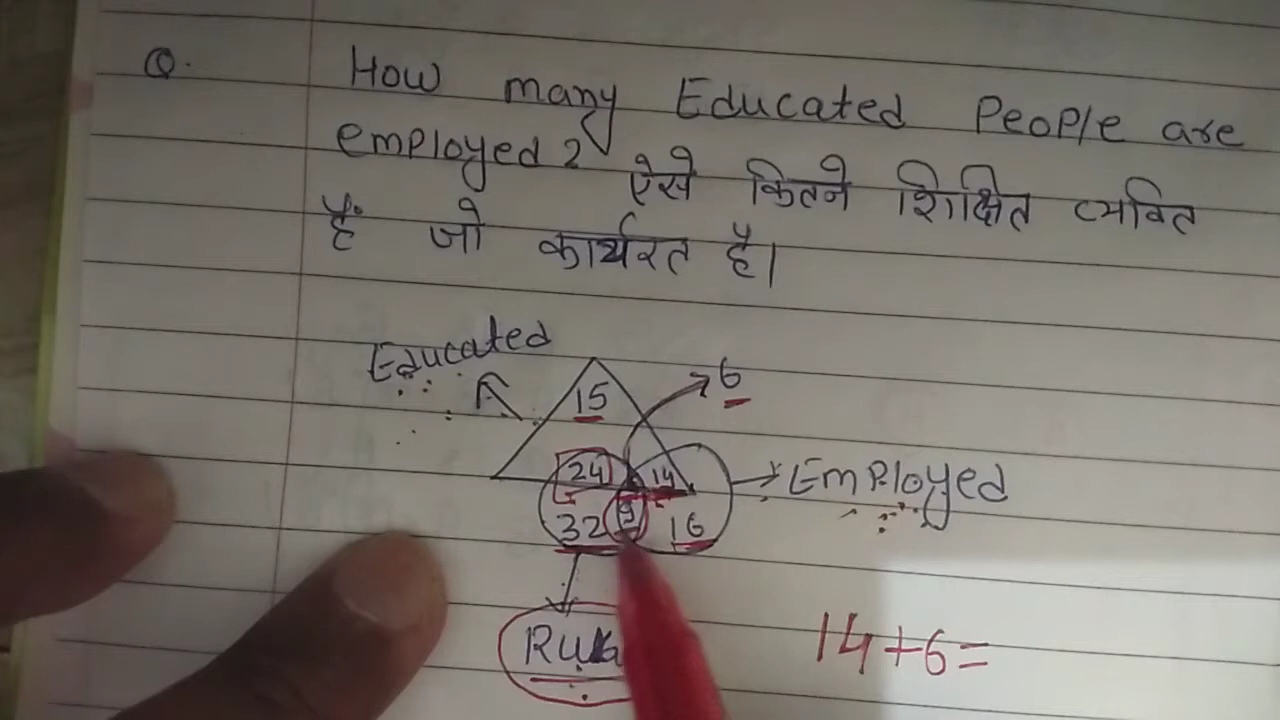 Q. How many Educated People are
employed? ऐसे कितने शिक्षित व्यक्ति
हैं जो कार्यरत है।
Educated
15
6
24 14
Employed
32 9 16
14+6=